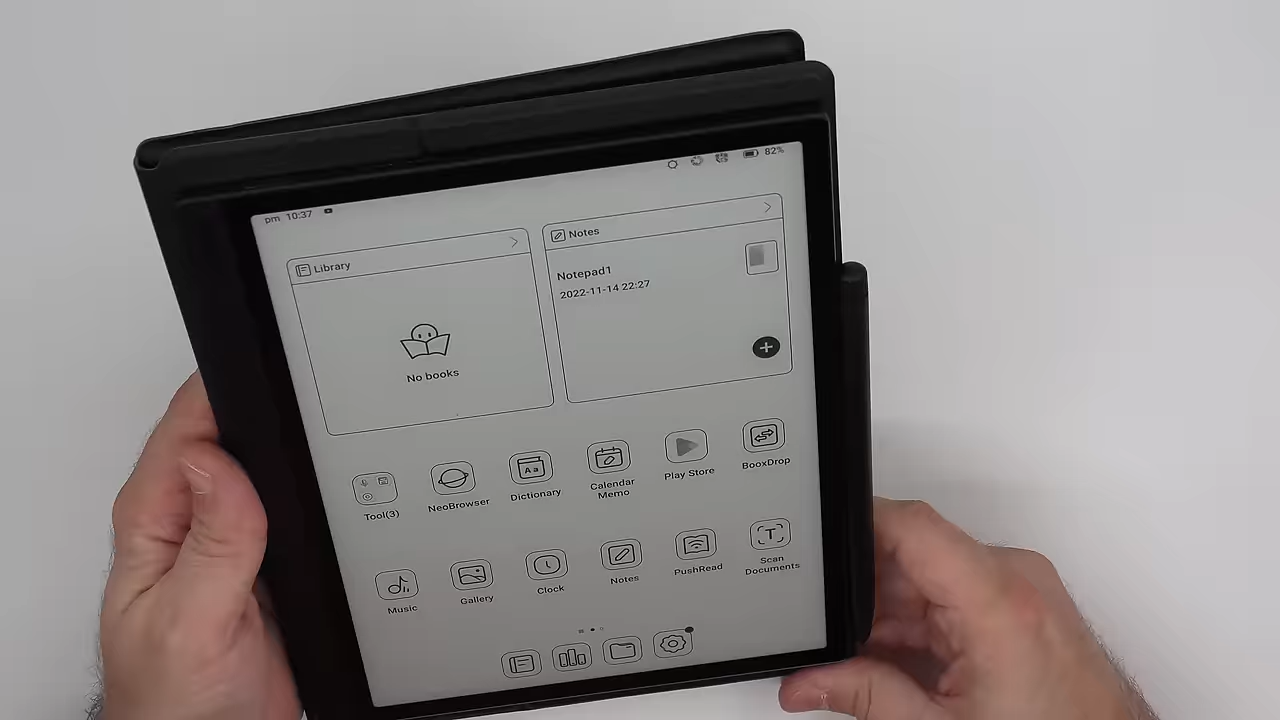 pm 10:37
82%
Library
Notes
No books
Notepad1
2022-11-14 22:27
Tool(3)
NeoBrowser
Aa
Dictionary
Calendar
Memo
Play Store
BooxDrop
Music
Gallery
Clock
Notes
PushRead
T
Scan
Documents